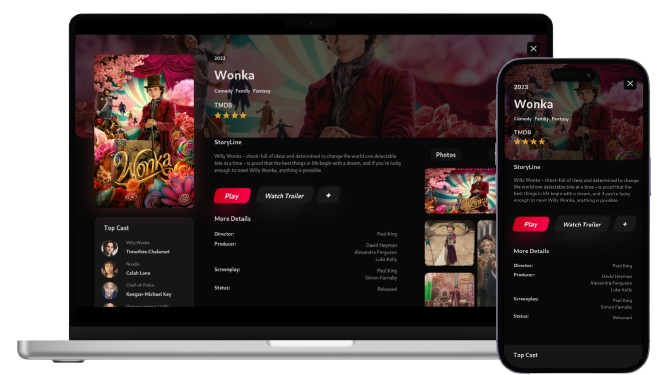 Wonka
Top Cast
Willy Wonka
Timothée Chalamet
Noodle
Calah Lane
Chief-of-Police
Keegan-Michael Key
2023
Wonka
Comedy Family Fantasy
TMDB
StoryLine
Willy Wonka – chock-full of ideas and determined to change the world one delectable
bite at a time – is proof that the best things in life begin with a dream, and if you're lucky
enough to meet Willy Wonka, anything is possible.
Play
Watch Trailer
+
More Details
Director: Paul King
Producer: David Heyman
Alexandra Ferguson
Luke Kelly
Screenplay: Paul King
Simon Farnaby
Status: Released
Photos
2023
Wonka
Comedy Family Fantasy
TMDB
StoryLine
Willy Wonka – chock-full of ideas and determined to change
the world one delectable bite at a time – is proof that the
best things in life begin with a dream, and if you're lucky
enough to meet Willy Wonka, anything is possible.
Play
Watch Trailer
+
More Details
Director: Paul King
Producer: David Heyman
Alexandra Ferguson
Luke Kelly
Screenplay: Paul King
Simon Farnaby
Status: Released
Top Cast